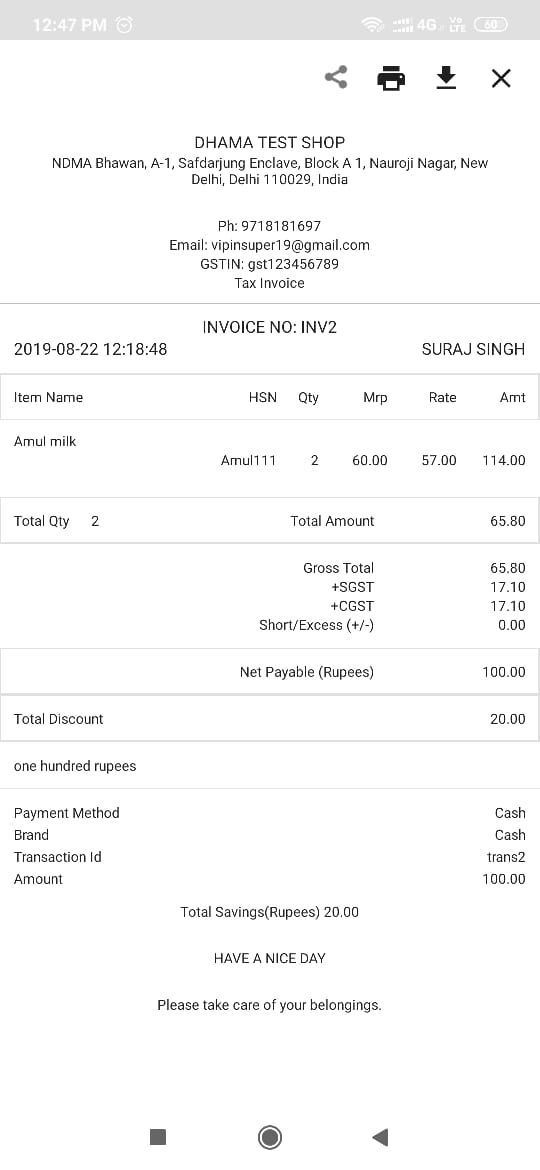 12:47 PM 4G Vo LTE 60
DHAMA TEST SHOP
NDMA Bhawan, A-1, Safdarjung Enclave, Block A 1, Nauroji Nagar, New
Delhi, Delhi 110029, India
Ph: 9718181697
Email: vipinsuper19@gmail.com
GSTIN: gst123456789
Tax Invoice
INVOICE NO: INV2
2019-08-22 12:18:48 SURAJ SINGH
Item Name HSN Qty Mrp Rate Amt
Amul milk
Amul111 2 60.00 57.00 114.00
Total Qty 2 Total Amount 65.80
Gross Total 65.80
+SGST 17.10
+CGST 17.10
Short/Excess (+/-) 0.00
Net Payable (Rupees) 100.00
Total Discount 20.00
one hundred rupees
Payment Method Cash
Brand Cash
Transaction Id trans2
Amount 100.00
Total Savings(Rupees) 20.00
HAVE A NICE DAY
Please take care of your belongings.